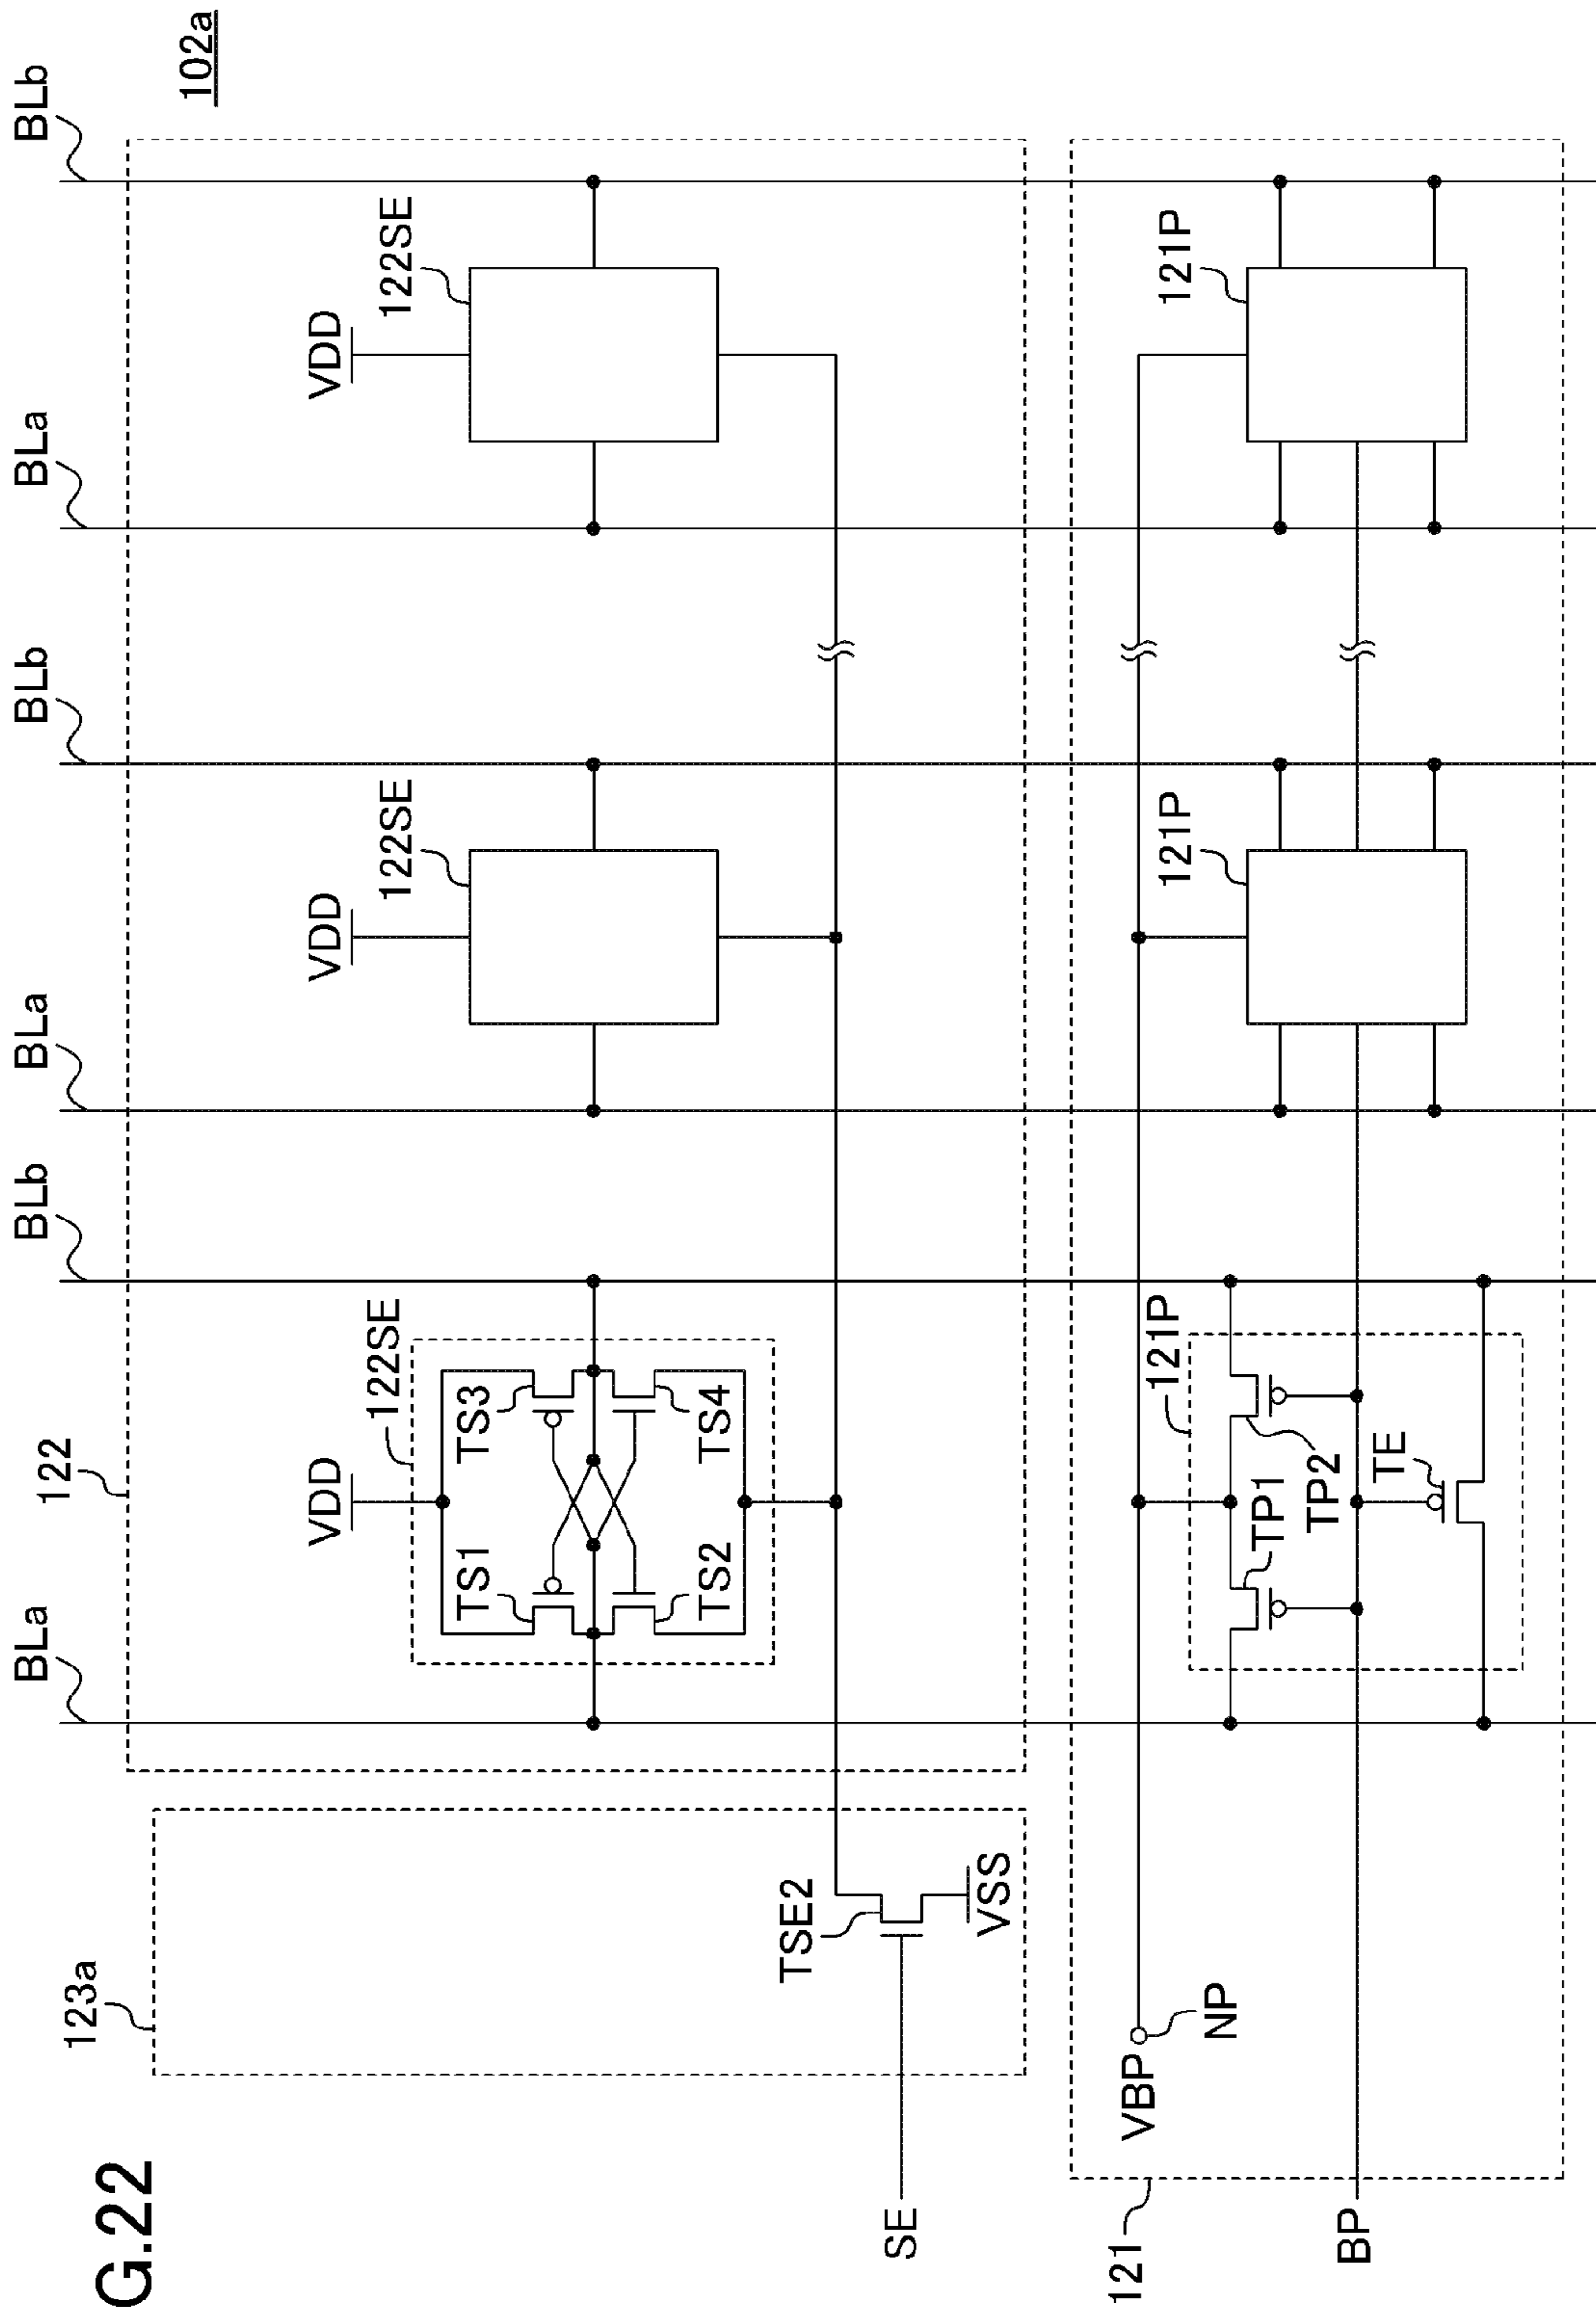 G.22
102a
BLa
BLb
BLa
BLb
BLa
BLb
122
123a
VDD
VDD
VDD
122SE
122SE
122SE
TS1
TS3
TS2
TS4
TSE2
VSS
SE
VBP
NP
121P
121P
121P
TP1
TP2
TE
121
BP